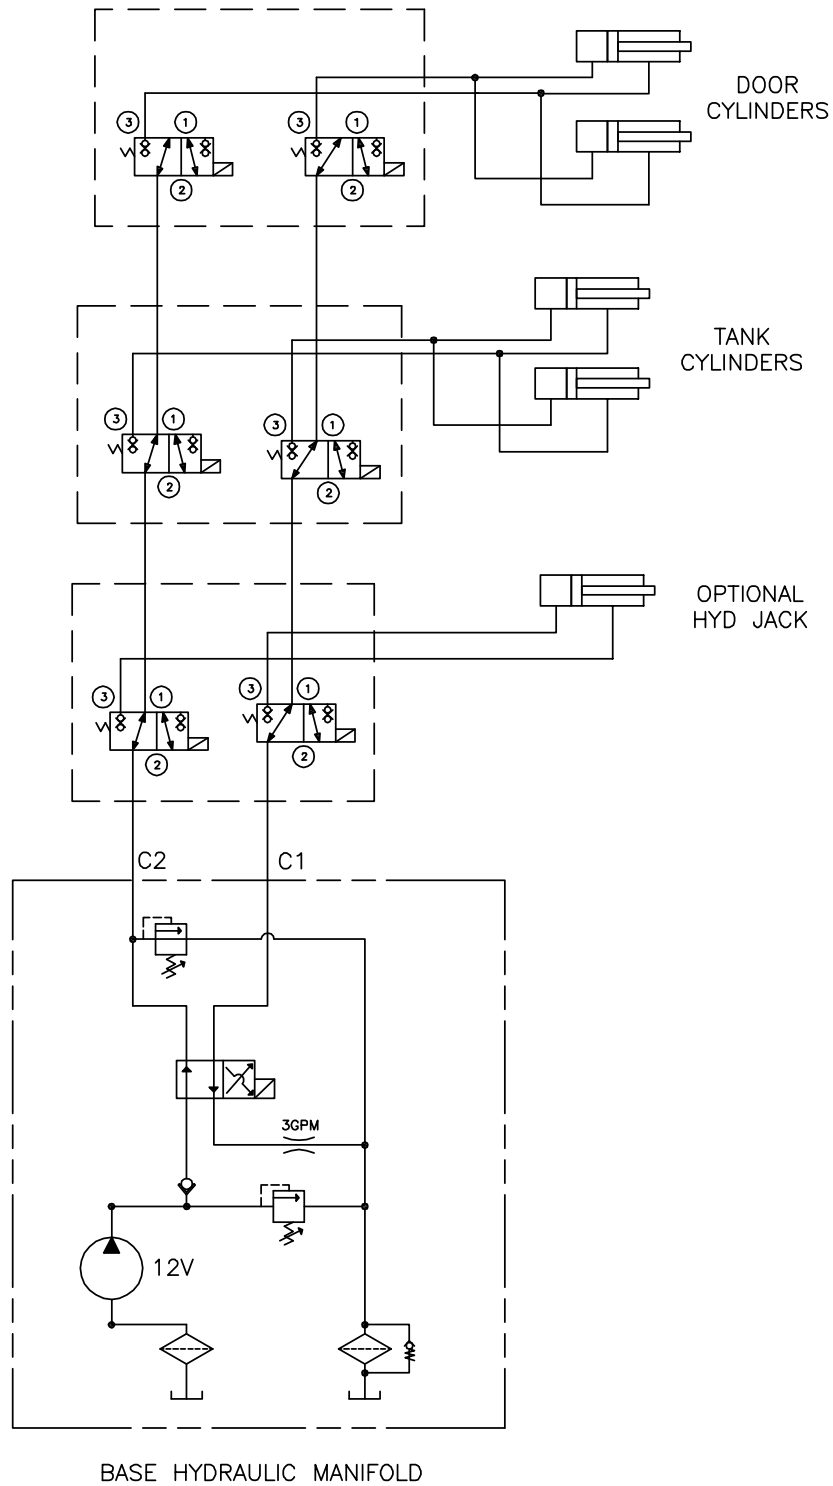 DOOR
CYLINDERS
3 1 3 1
2 2
TANK
CYLINDERS
3 1 3 1
2 2
OPTIONAL
HYD JACK
3 1 3 1
2 2
C2 C1
3GPM
12V
BASE HYDRAULIC MANIFOLD